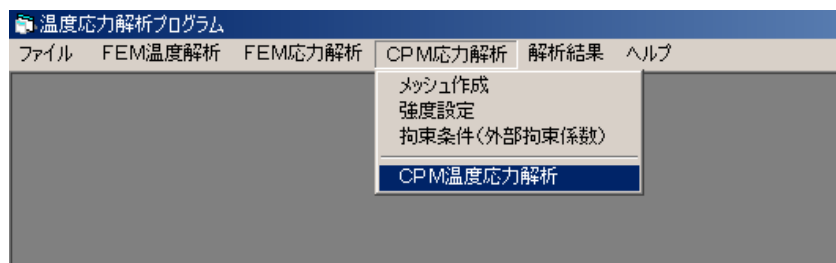 温度応力解析プログラム
ファイル FEM温度解析 FEM応力解析 CPM応力解析 解析結果 ヘルプ
メッシュ作成
強度設定
拘束条件(外部拘束係数)
CPM温度応力解析